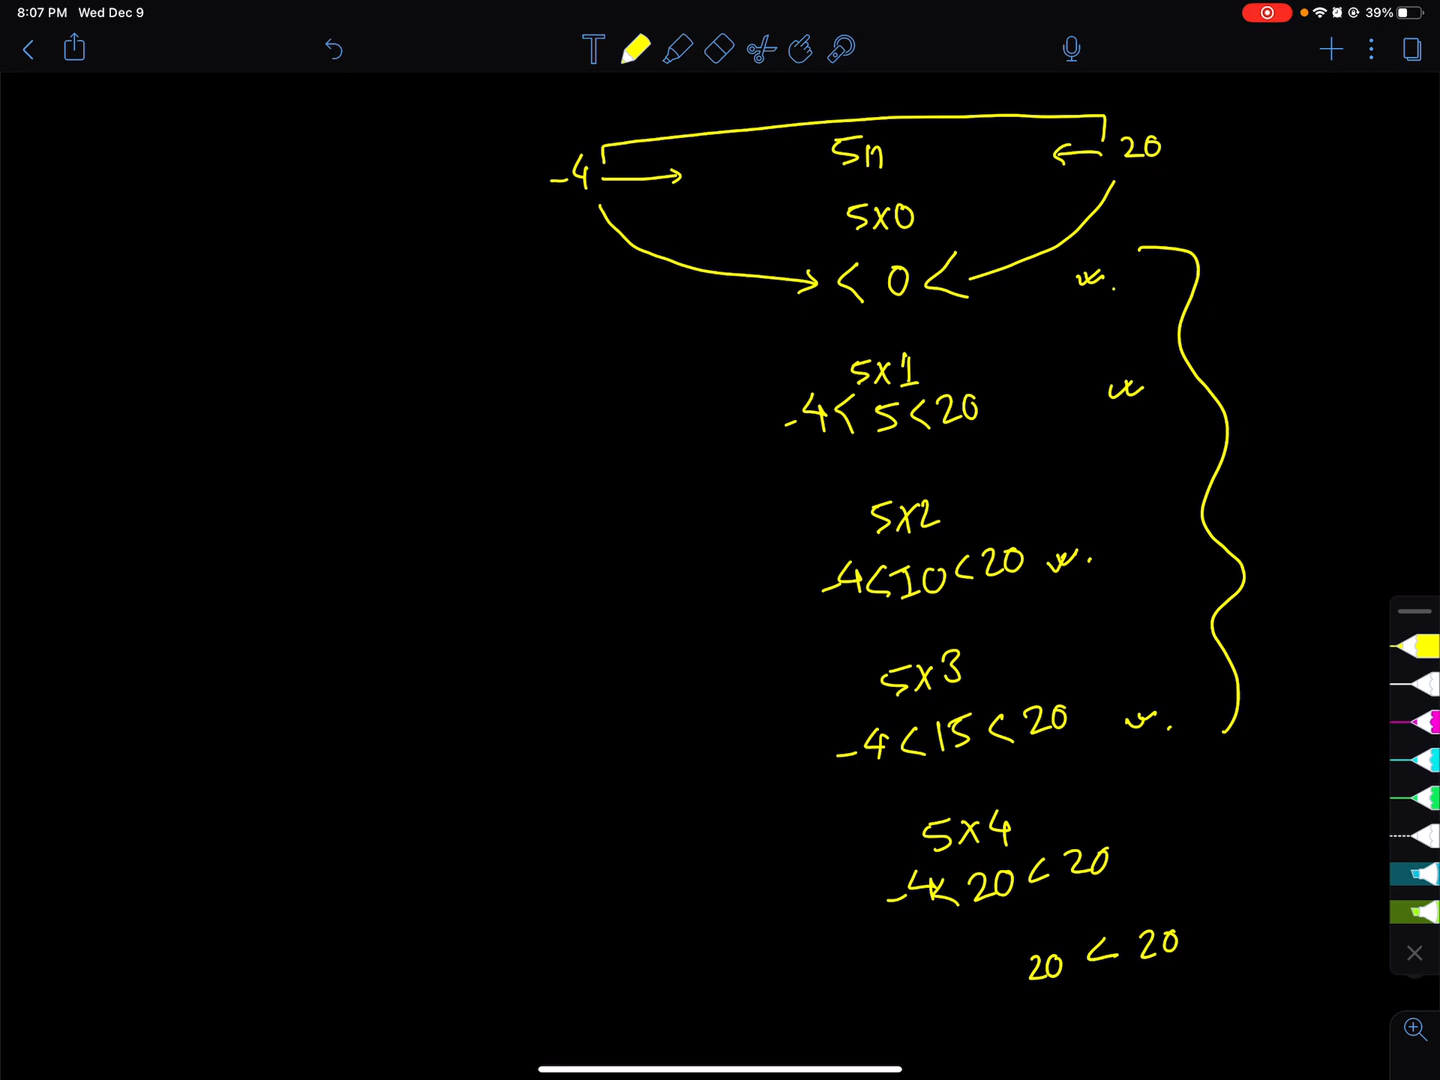 8:07 PM Wed Dec 9
39%
T
-4 5n 20
5x0
< 0 <
5x1
-4 < 5 < 20
5x2
-4 < 10 < 20
5x3
-4 < 15 < 20
5x4
-4 < 20 < 20
20 < 20